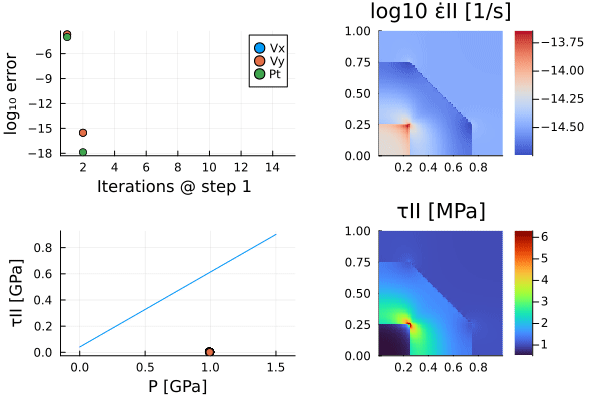 log₁₀ error
−6
−9
−12
−15
−18
2 4 6 8 10 12 14
Iterations @ step 1
Vx
Vy
Pt
log10 ε̇II [1/s]
1.00
0.75
0.50
0.25
0.00
0.2 0.4 0.6 0.8
−13.75
−14.00
−14.25
−14.50
τII [GPa]
0.8
0.6
0.4
0.2
0.0
0.0 0.5 1.0 1.5
P [GPa]
τII [MPa]
1.00
0.75
0.50
0.25
0.00
0.2 0.4 0.6 0.8
6
5
4
3
2
1